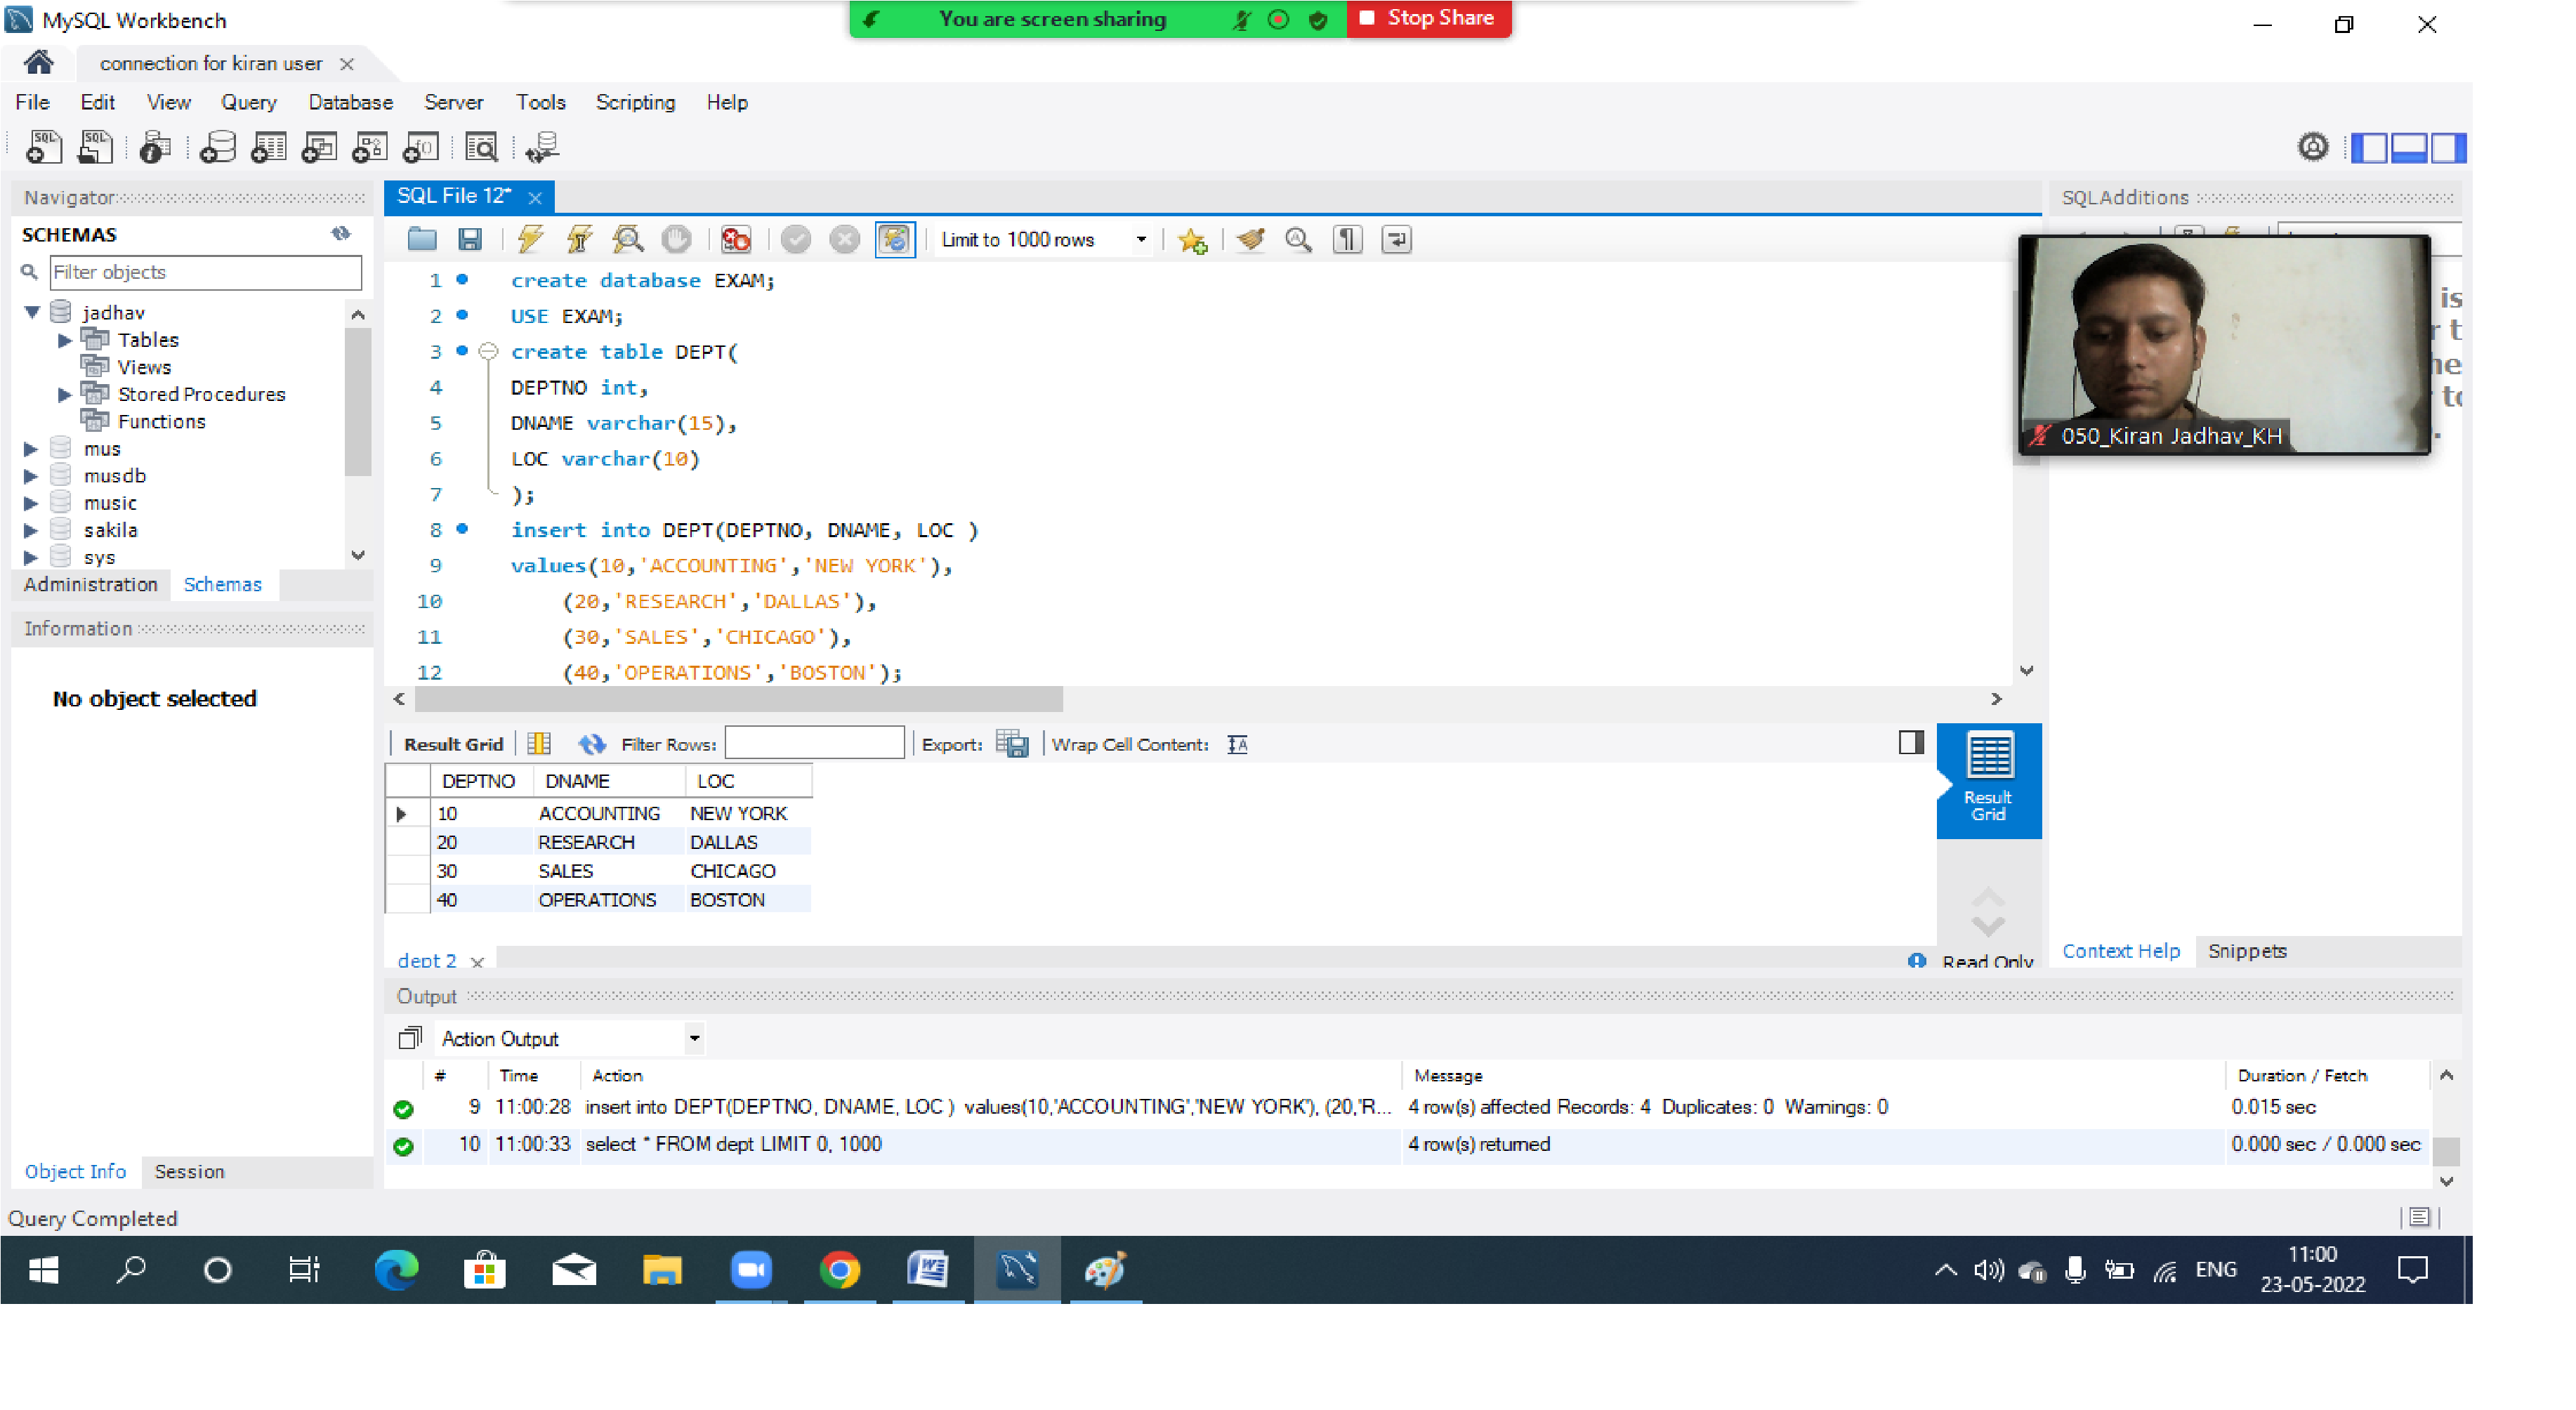 MySQL Workbench
You are screen sharing
Stop Share
connection for kiran user
File Edit View Query Database Server Tools Scripting Help
Navigator
SCHEMAS
Filter objects
jadhav
Tables
Views
Stored Procedures
Functions
mus
musdb
music
sakila
sys
Administration Schemas
Information
No object selected
Object Info Session
Query Completed
SQL File 12*
Limit to 1000 rows
1 create database EXAM;
2 USE EXAM;
3 create table DEPT(
4 DEPTNO int,
5 DNAME varchar(15),
6 LOC varchar(10)
7 );
8 insert into DEPT(DEPTNO, DNAME, LOC )
9 values(10,'ACCOUNTING','NEW YORK'),
10 (20,'RESEARCH','DALLAS'),
11 (30,'SALES','CHICAGO'),
12 (40,'OPERATIONS','BOSTON');
Result Grid Filter Rows: Export: Wrap Cell Content:
DEPTNO DNAME LOC
10 ACCOUNTING NEW YORK
20 RESEARCH DALLAS
30 SALES CHICAGO
40 OPERATIONS BOSTON
Result
Grid
dept 2
Read Only
SQLAdditions
050_Kiran Jadhav_KH
Context Help Snippets
Output
Action Output
# Time Action Message Duration / Fetch
9 11:00:28 insert into DEPT(DEPTNO, DNAME, LOC ) values(10,'ACCOUNTING','NEW YORK'), (20,'R... 4 row(s) affected Records: 4 Duplicates: 0 Warnings: 0 0.015 sec
10 11:00:33 select * FROM dept LIMIT 0, 1000 4 row(s) returned 0.000 sec / 0.000 sec
ENG
11:00
23-05-2022